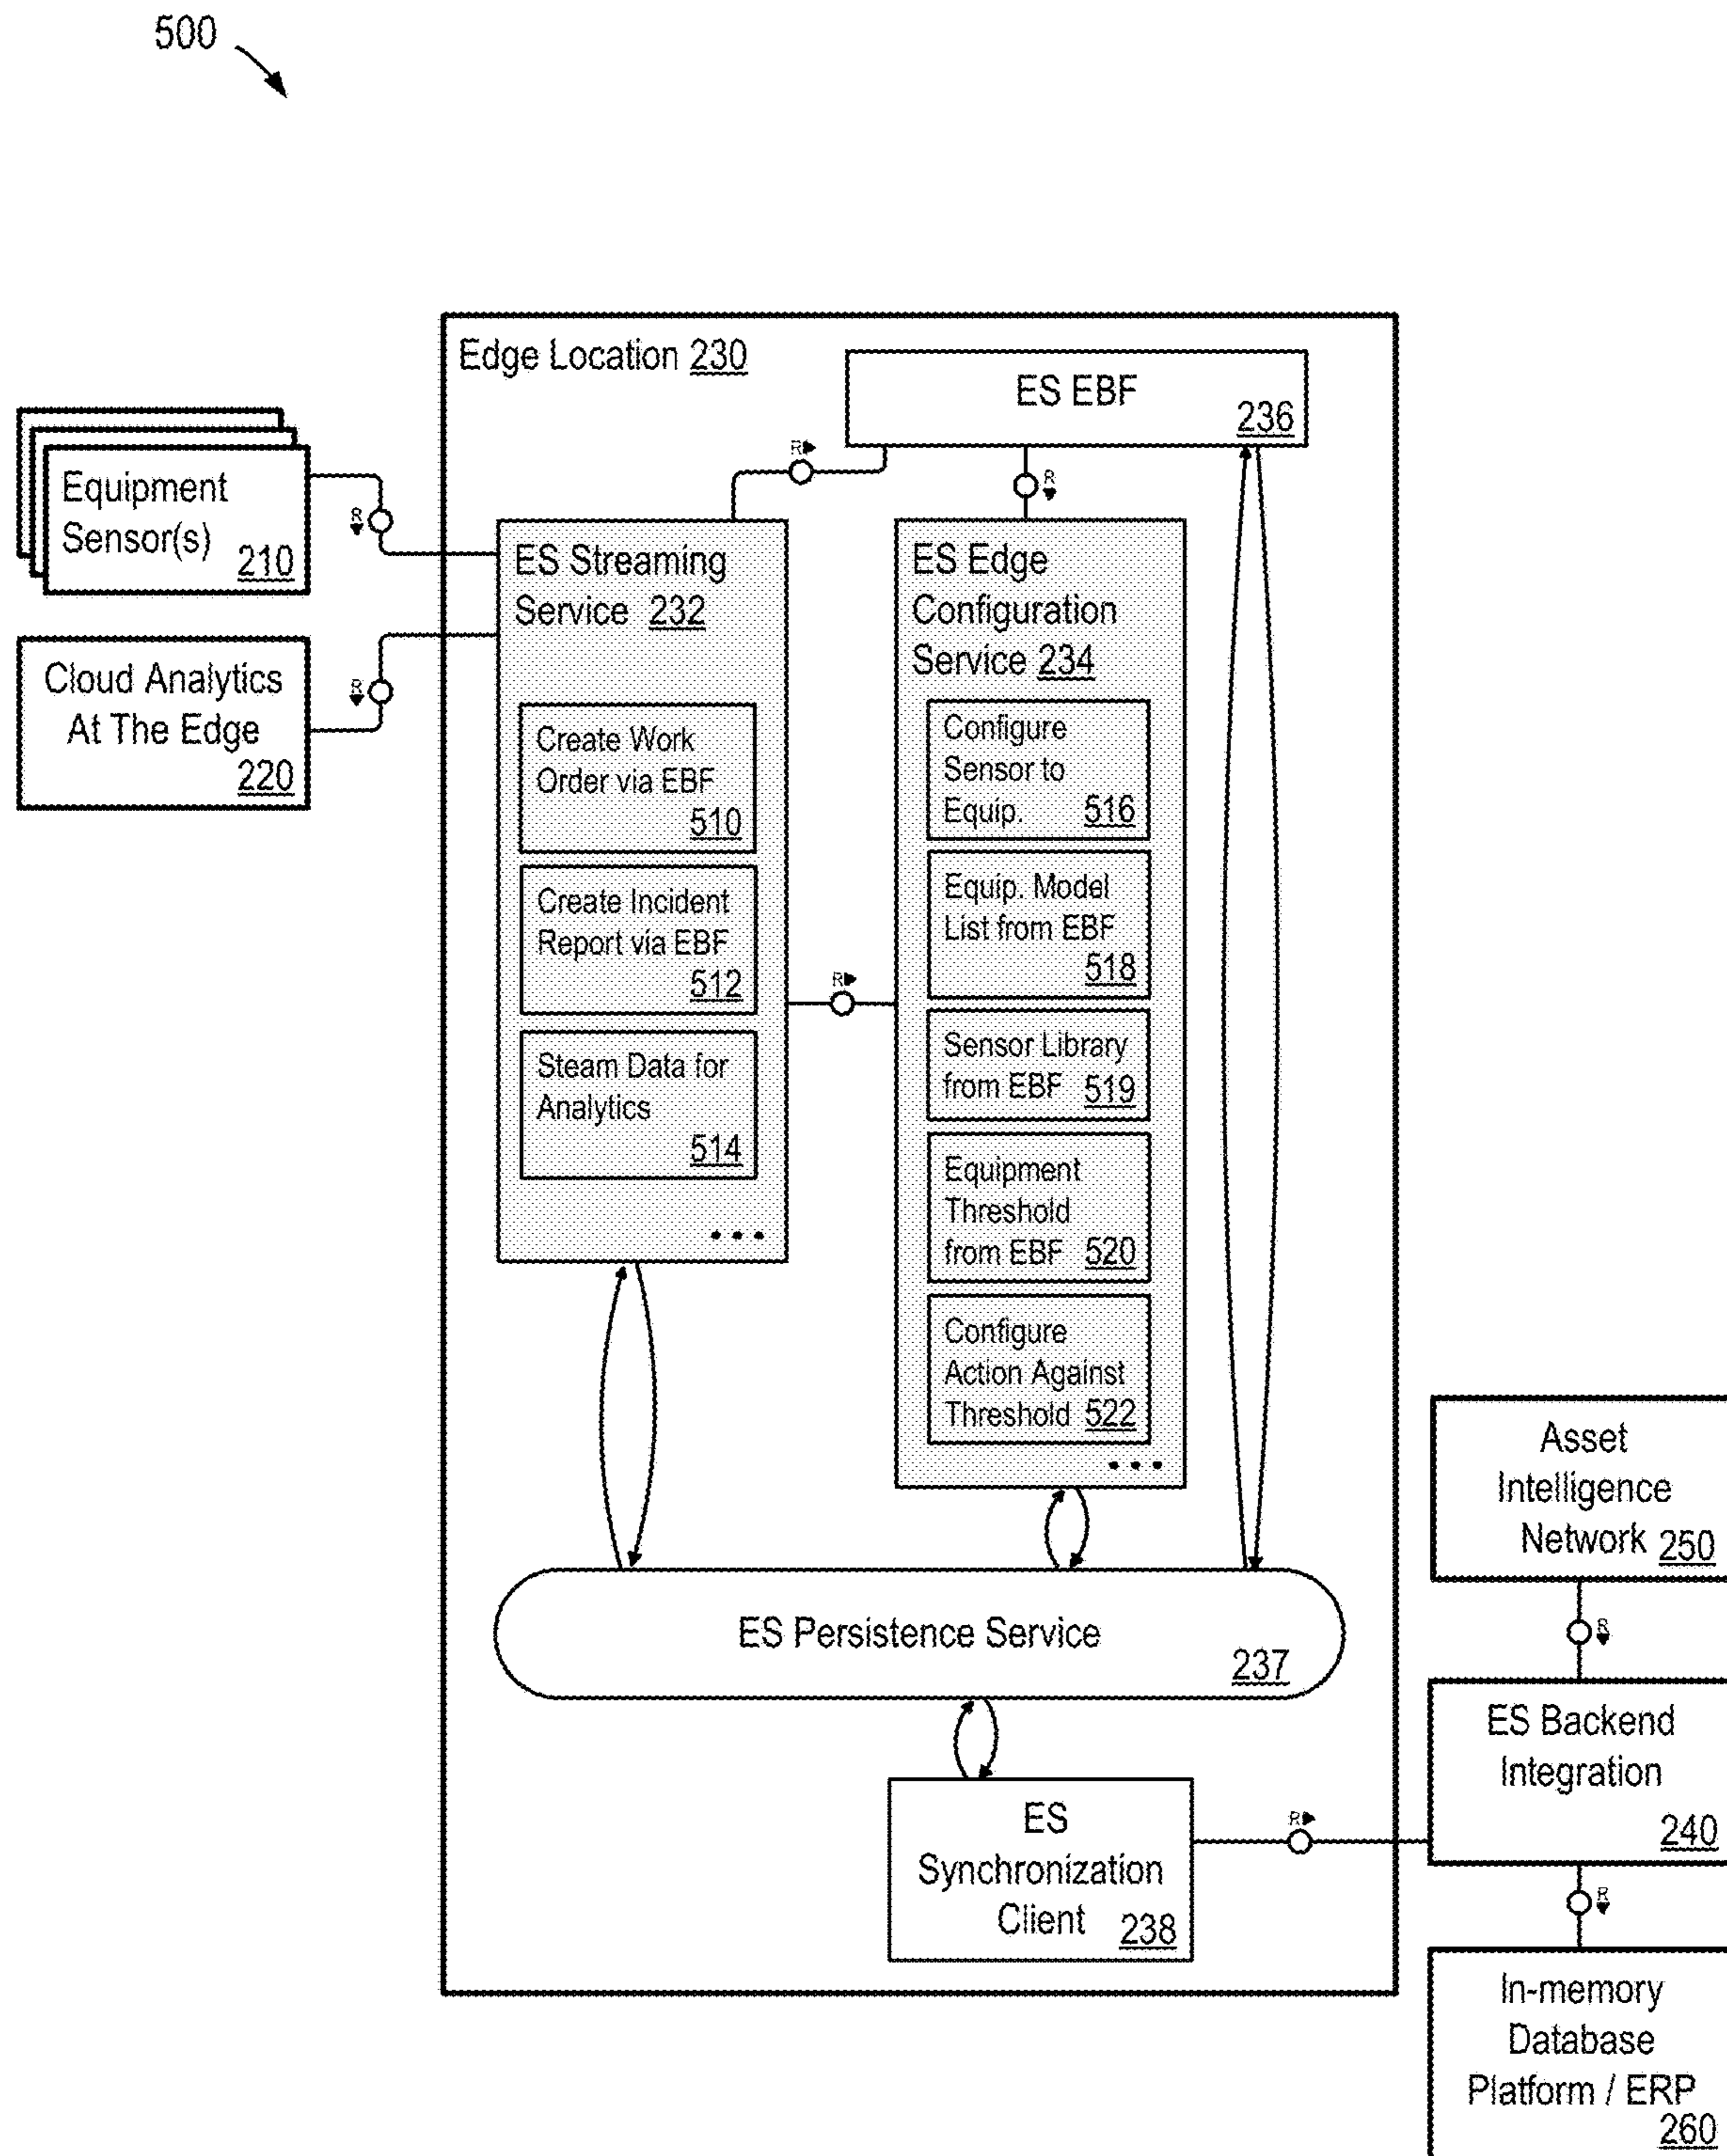 500
Edge Location 230
ES EBF
236
R
R
Equipment
Sensor(s) 210
R
Cloud Analytics
At The Edge
220
R
ES Streaming
Service 232
Create Work
Order via EBF
510
Create Incident
Report via EBF
512
Steam Data for
Analytics
514
...
R
ES Edge
Configuration
Service 234
Configure
Sensor to
Equip. 516
Equip. Model
List from EBF
518
Sensor Library
from EBF 519
Equipment
Threshold
from EBF 520
Configure
Action Against
Threshold 522
...
ES Persistence Service
237
ES
Synchronization
Client 238
R
Asset
Intelligence
Network 250
R
ES Backend
Integration
240
R
In-memory
Database
Platform / ERP
260